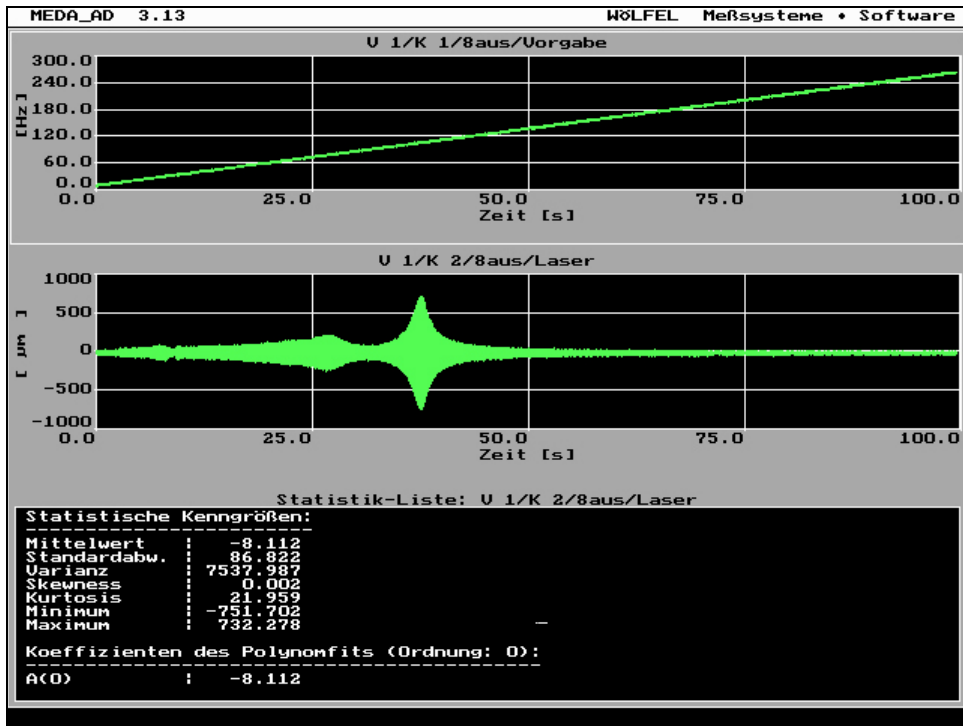 MEDA_AD 3.13 WÖLFEL Meßsysteme • Software
V 1/K 1/8aus/Vorgabe
300.0
240.0
180.0
120.0
60.0
0.0
[Hz]
0.0 25.0 50.0 75.0 100.0
Zeit [s]
V 1/K 2/8aus/Laser
1000
500
0
-500
-1000
[ µm ]
0.0 25.0 50.0 75.0 100.0
Zeit [s]
Statistik-Liste: V 1/K 2/8aus/Laser
Statistische Kenngrößen:
--------------------------
Mittelwert ¦ -8.112
Standardabw. ¦ 86.822
Varianz ¦ 7537.987
Skewness ¦ 0.002
Kurtosis ¦ 21.959
Minimum ¦ -751.702
Maximum ¦ 732.278
Koeffizienten des Polynomfits (Ordnung: 0):
---------------------------------------------
A(0) ¦ -8.112